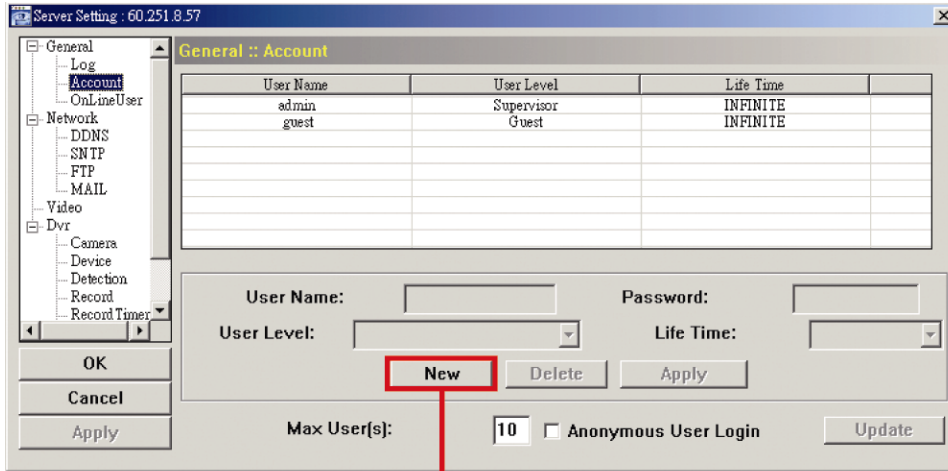 Server Setting : 60.251.8.57
General
Log
Account
OnLineUser
Network
DDNS
SNTP
FTP
MAIL
Video
Dvr
Camera
Device
Detection
Record
RecordTimer
OK
Cancel
Apply
General :: Account
User Name User Level Life Time
admin Supervisor INFINITE
guest Guest INFINITE
User Name: Password:
User Level: Life Time:
New Delete Apply
Max User(s): 10 Anonymous User Login Update